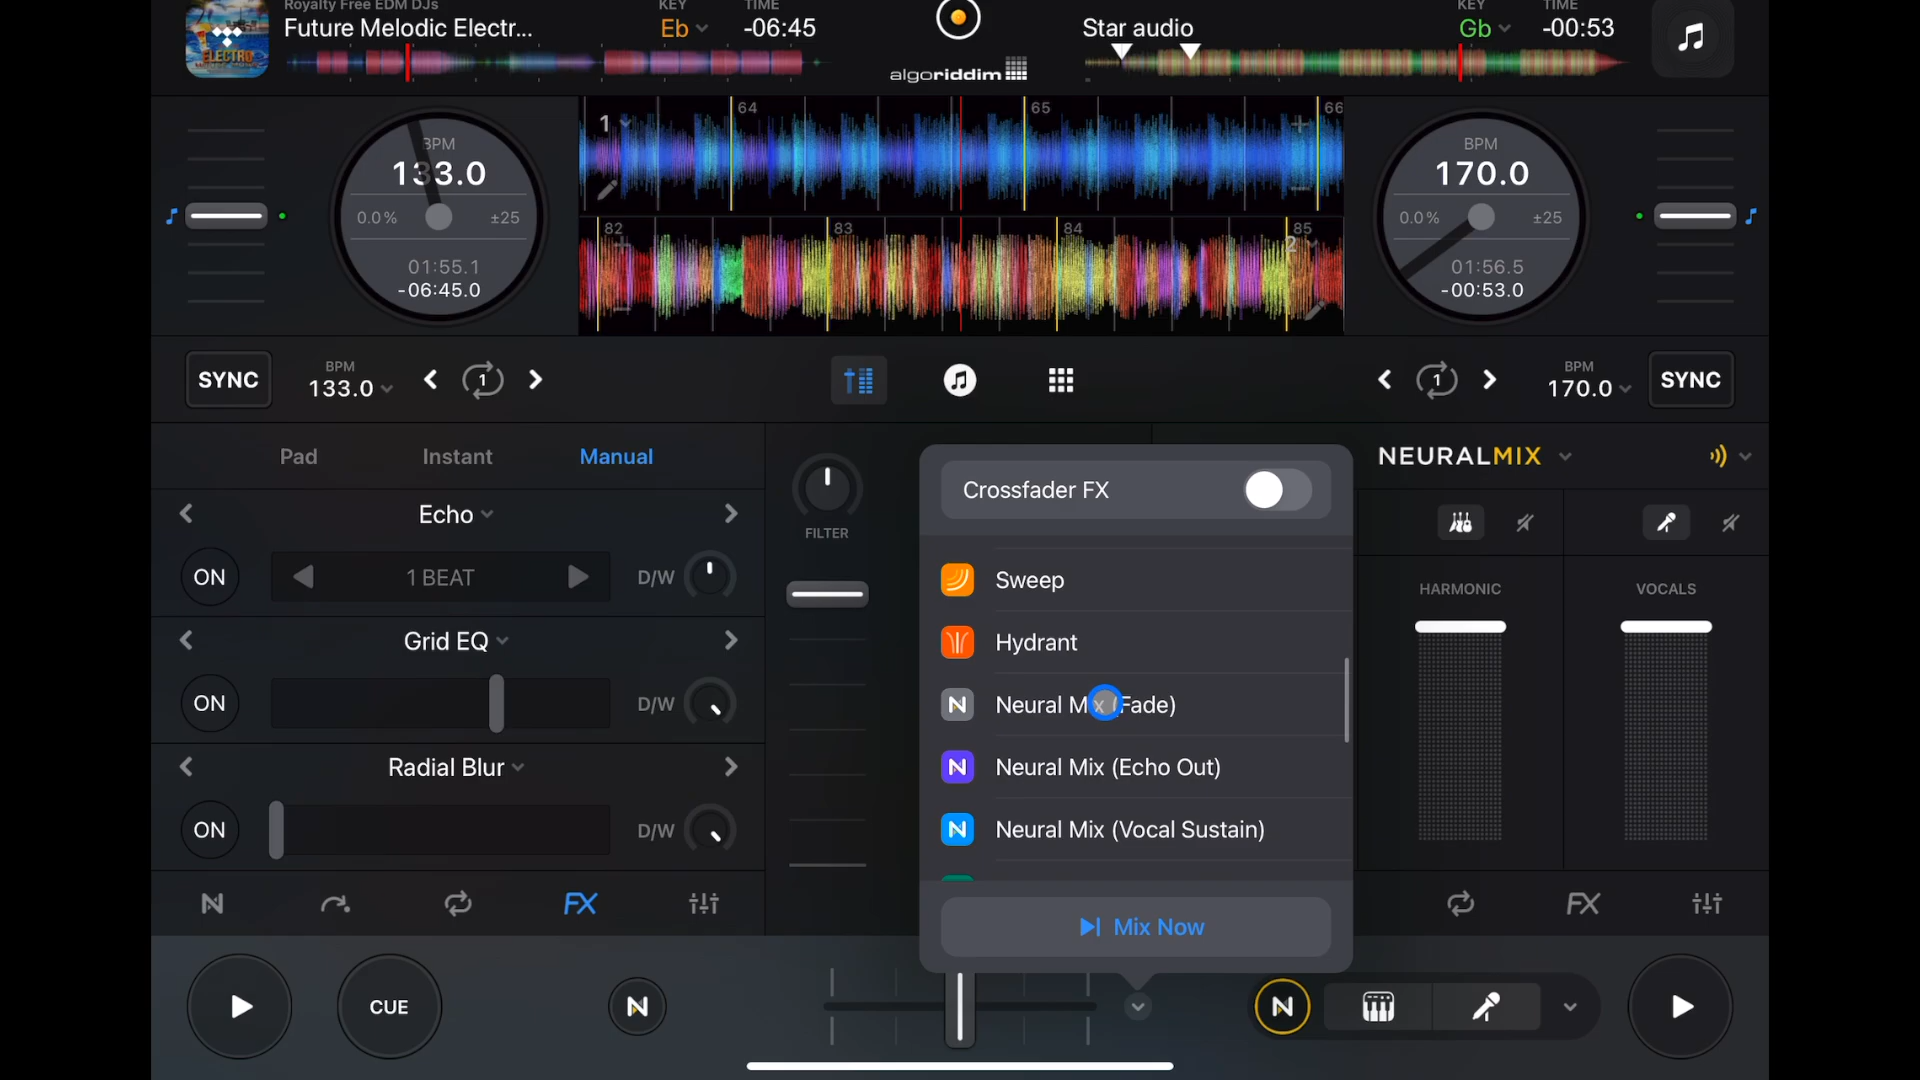 Royalty Free EDM DJs
Future Melodic Electr...
KEY
Eb
TIME
-06:45
algoriddim
Star audio
KEY
Gb
TIME
-00:53
ELECTRO
BPM
133.0
0.0%
±25
01:55.1
-06:45.0
1
64
65
66
82
83
84
85
2
BPM
170.0
0.0%
±25
01:56.5
-00:53.0
SYNC
BPM
133.0
1
1
BPM
170.0
SYNC
Pad
Instant
Manual
Echo
ON
1 BEAT
D/W
Grid EQ
ON
D/W
Radial Blur
ON
D/W
FX
FILTER
Crossfader FX
Sweep
Hydrant
Neural Mix (Fade)
Neural Mix (Echo Out)
Neural Mix (Vocal Sustain)
Mix Now
NEURALMIX
HARMONIC
VOCALS
FX
CUE